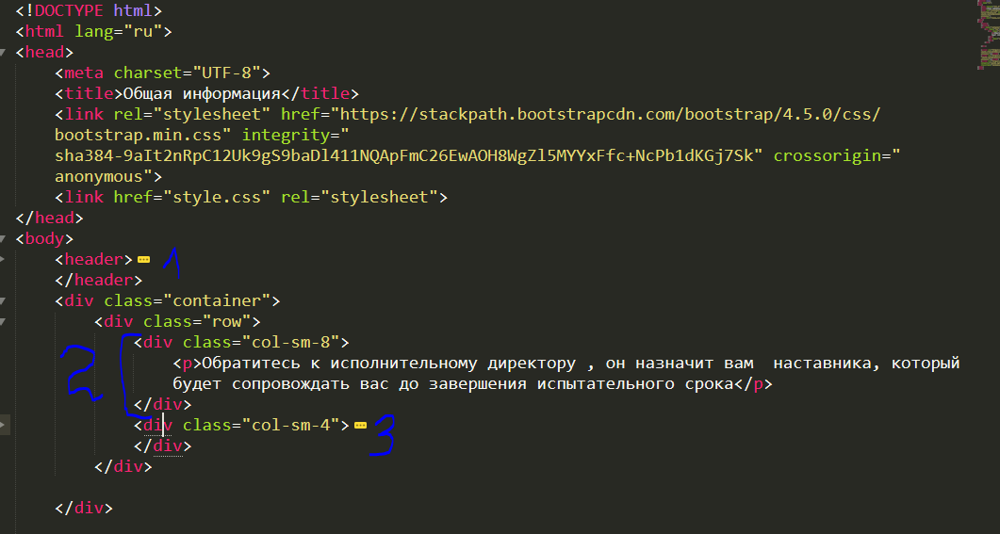 <!DOCTYPE html>
<html lang="ru">
<head>
<meta charset="UTF-8">
<title>Общая информация</title>
<link rel="stylesheet" href="https://stackpath.bootstrapcdn.com/bootstrap/4.5.0/css/
bootstrap.min.css" integrity="
sha384-9aIt2nRpC12Uk9gS9baDl411NQApFmC26EwAOH8WgZl5MYYxFfc+NcPb1dKGj7Sk" crossorigin="
anonymous">
<link href="style.css" rel="stylesheet">
</head>
<body>
<header> 1
</header>
<div class="container">
<div class="row">
<div class="col-sm-8">
<p>Обратитесь к исполнительному директору , он назначит вам  наставника, который
2 будет сопровождать вас до завершения испытательного срока</p>
</div>
<div class="col-sm-4"> 3
</div>
</div>
</div>